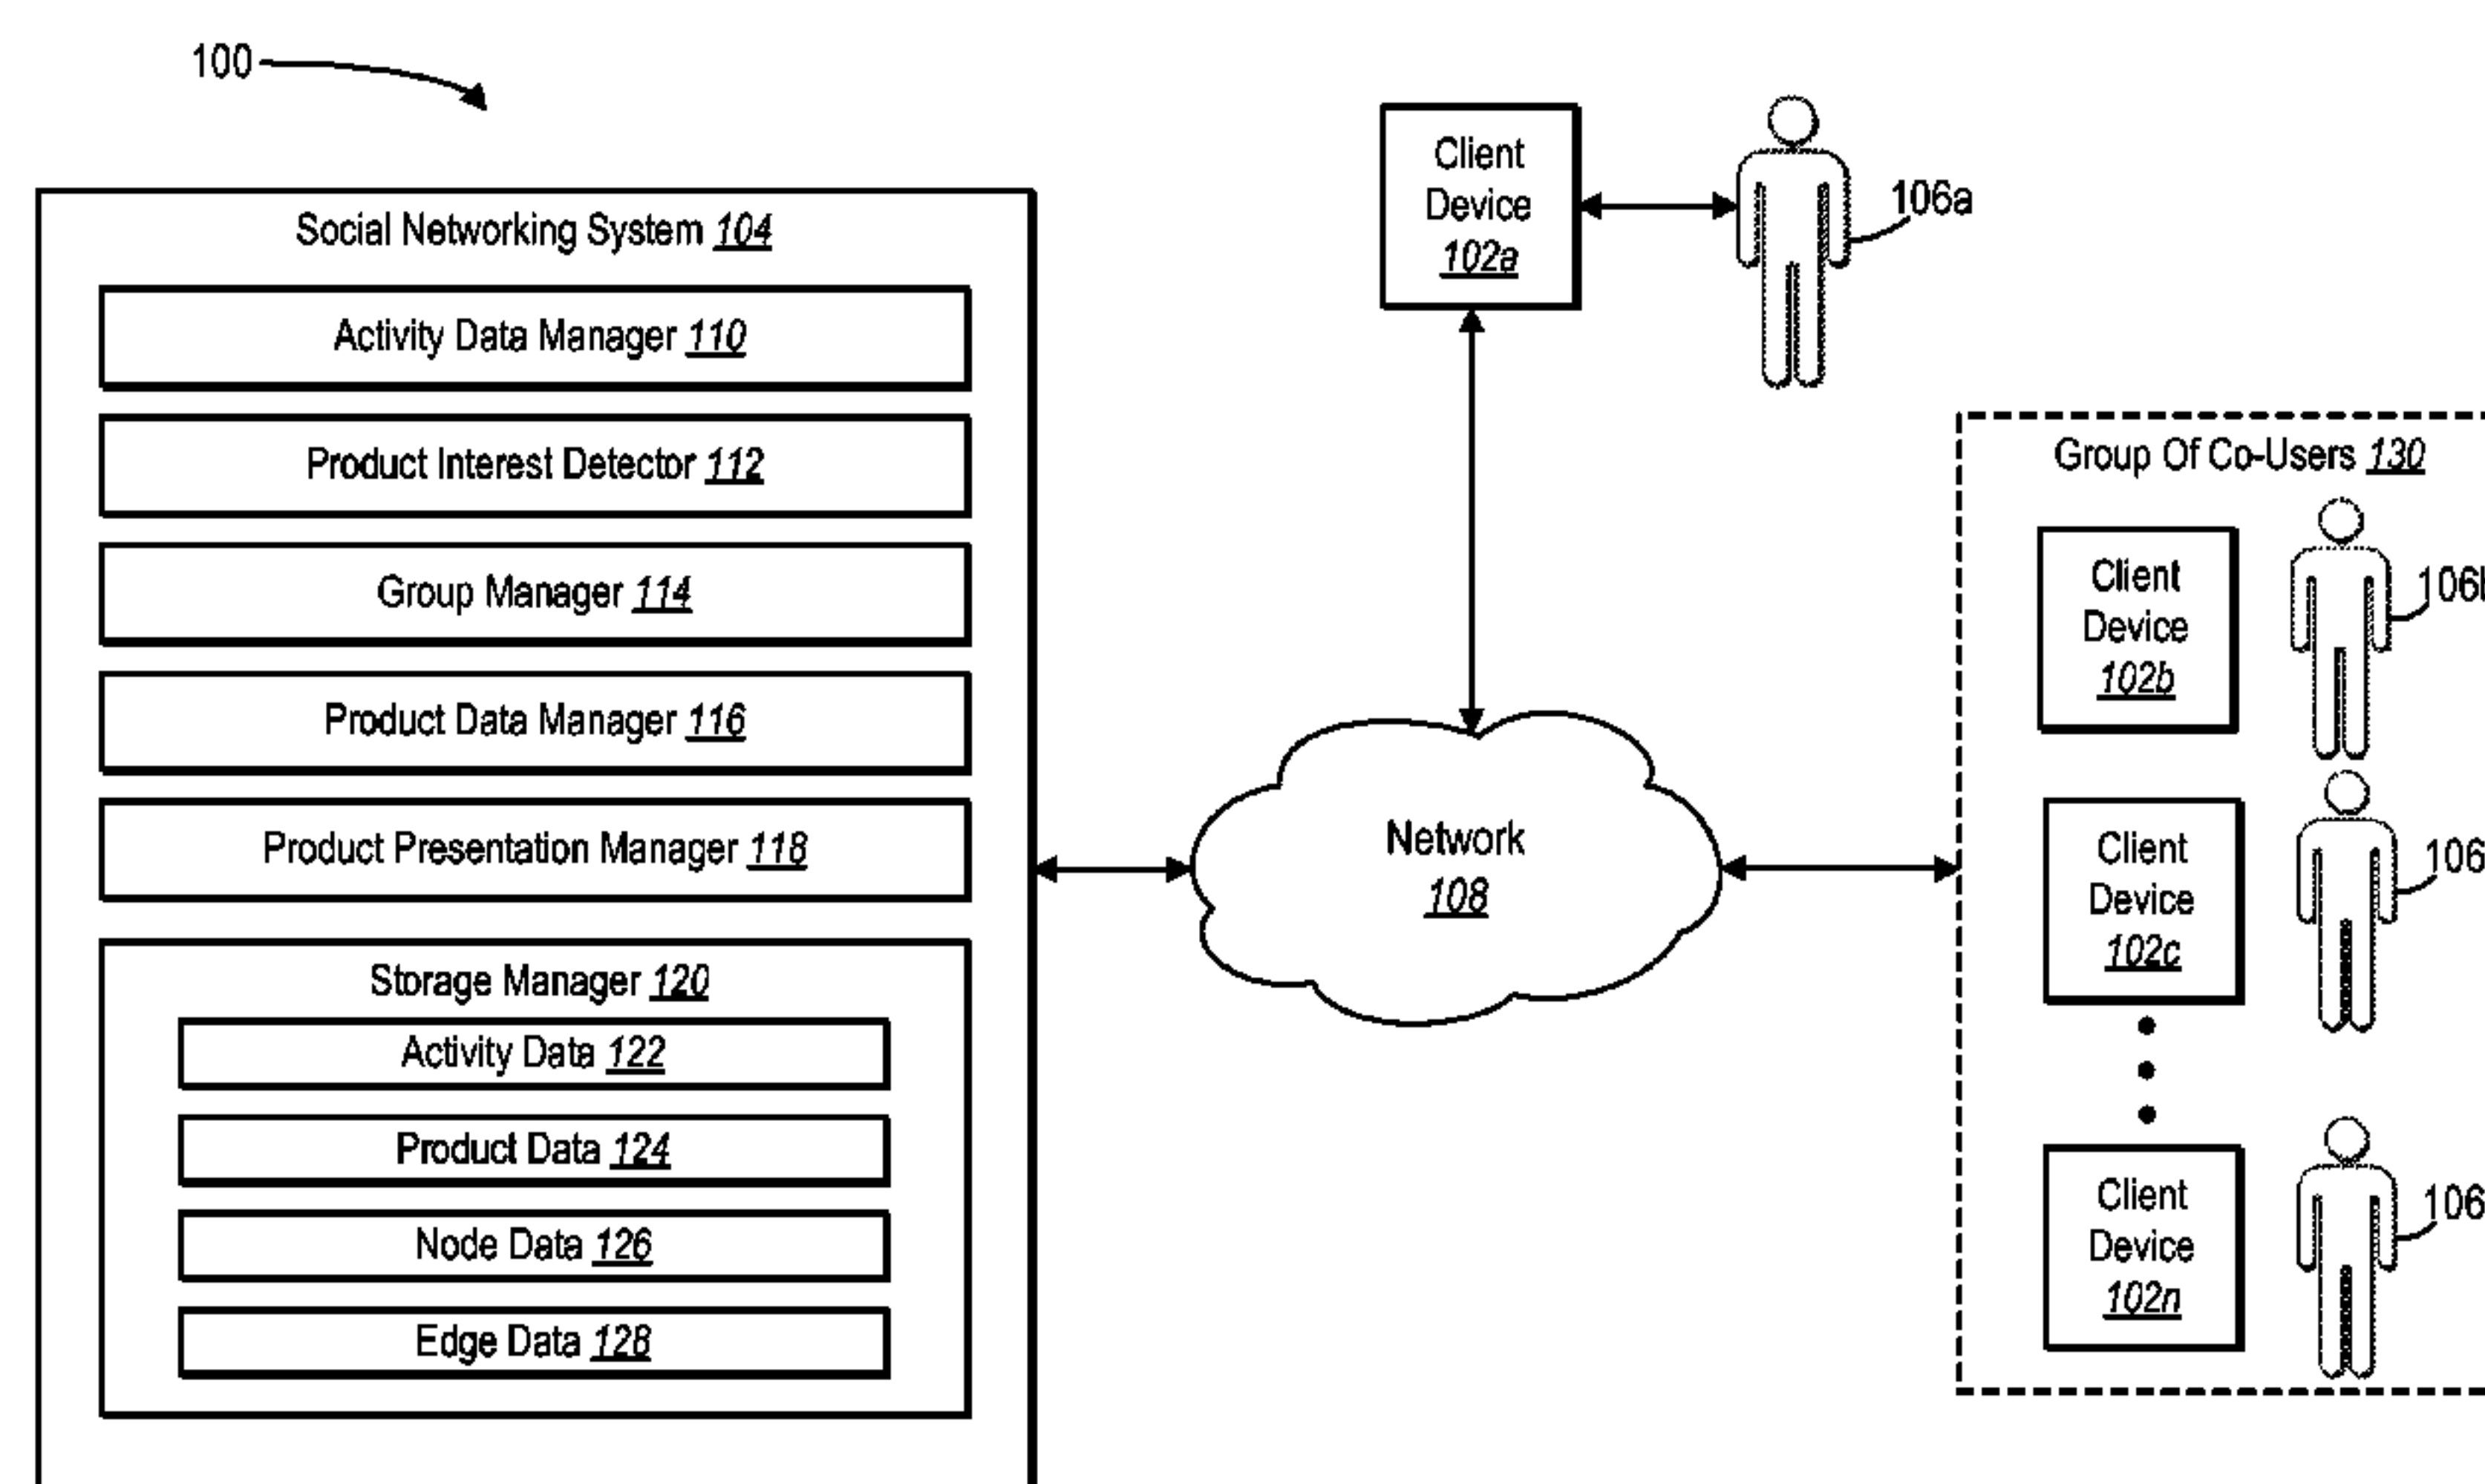 100
Social Networking System 104
Activity Data Manager 110
Product Interest Detector 112
Group Manager 114
Product Data Manager 116
Product Presentation Manager 118
Storage Manager 120
Activity Data 122
Product Data 124
Node Data 126
Edge Data 128
Client
Device
102a
106a
Network
108
Group Of Co-Users 130
Client
Device
102b
Client
Device
102c
106
Client
Device
102n
106